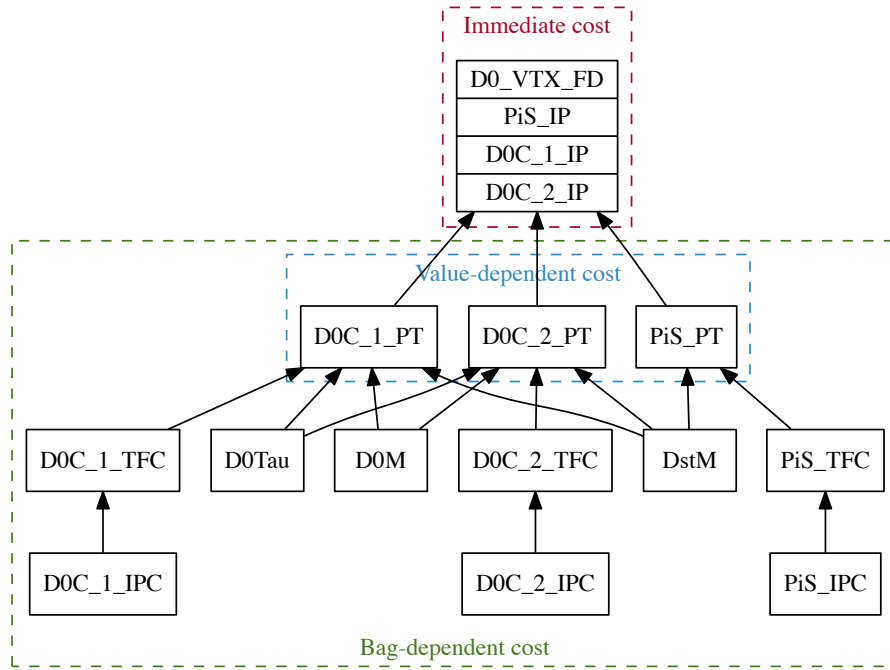 Immediate cost
D0_VTX_FD
PiS_IP
D0C_1_IP
D0C_2_IP
Value-dependent cost
D0C_1_PT
D0C_2_PT
PiS_PT
D0C_1_TFC
D0Tau
D0M
D0C_2_TFC
DstM
PiS_TFC
D0C_1_IPC
D0C_2_IPC
PiS_IPC
Bag-dependent cost